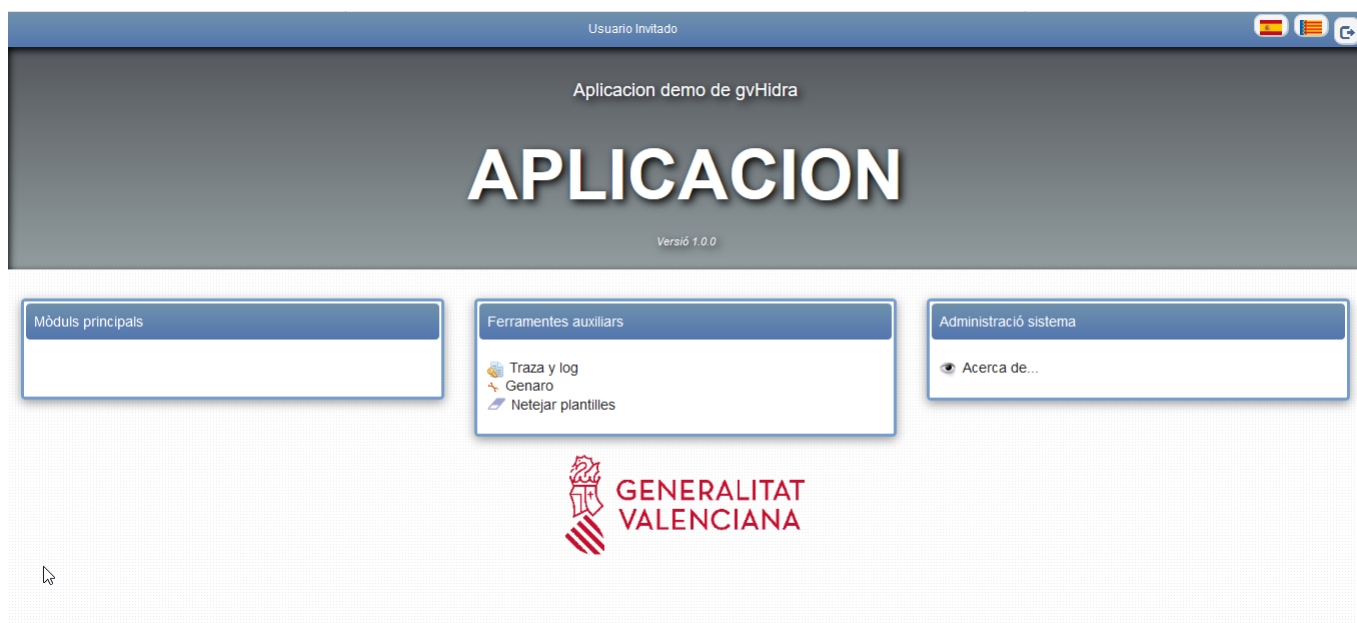 Usuario Invitado
Aplicacion demo de gvHidra
APLICACION
Versió 1.0.0
Mòduls principals
Ferramentes auxiliars
Traza y log
Genaro
Netejar plantilles
Administració sistema
Acerca de...
GENERALITAT
VALENCIANA